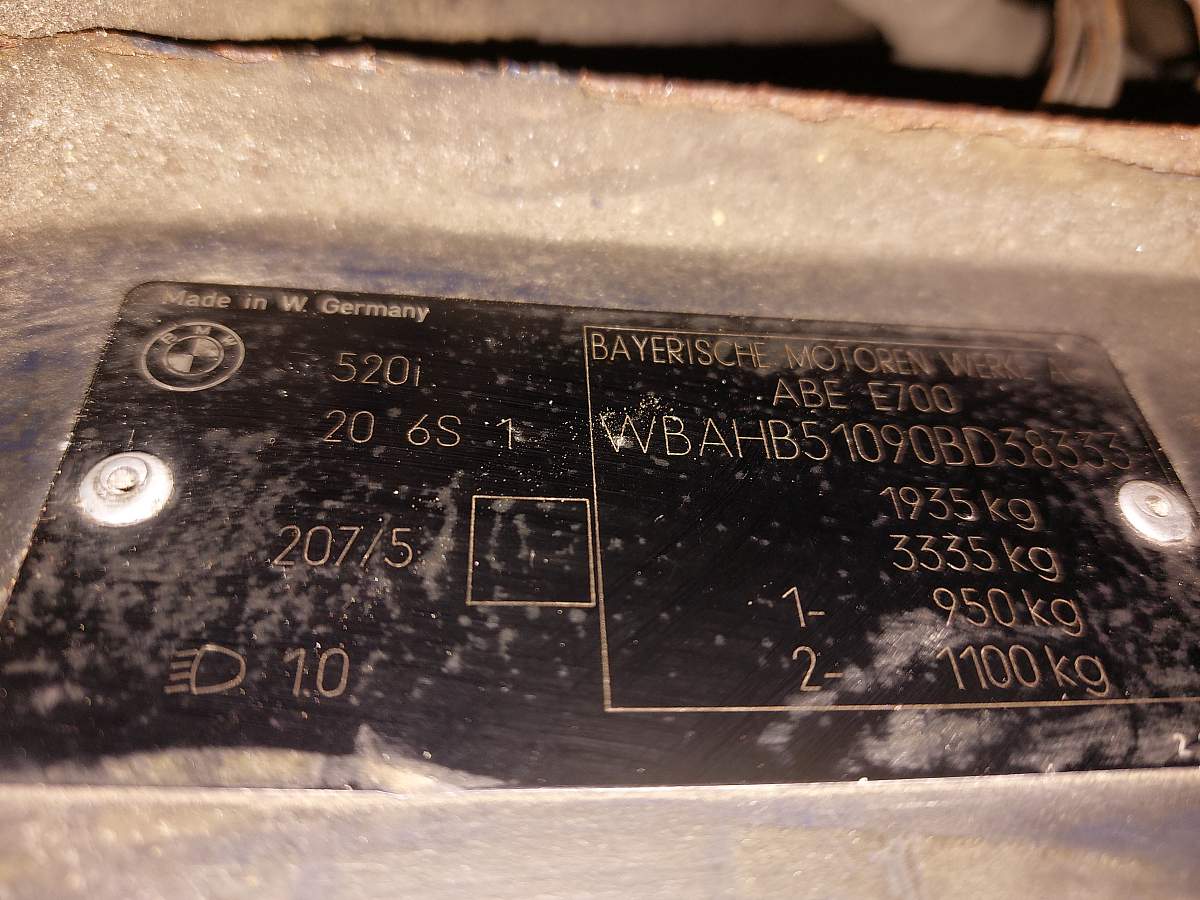 Made in W. Germany
BMW
520i
20 6S 1
207/5
10
BAYERISCHE MOTOREN WERKE
ABE E700
WBAHB51090BD38333
1935 kg
3335 kg
1- 950 kg
2- 1100 kg